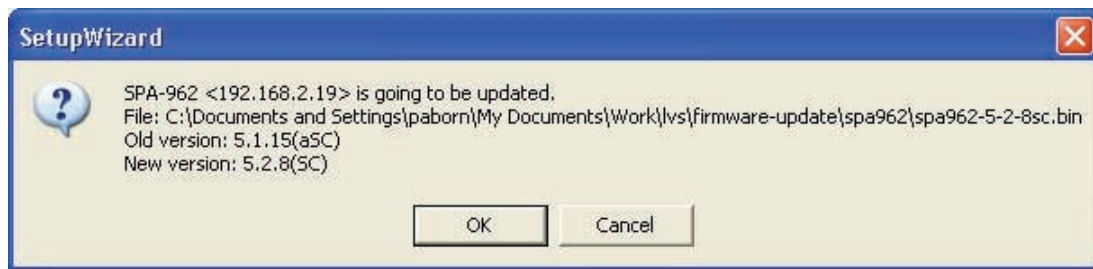 SetupWizard
SPA-962 <192.168.2.19> is going to be updated.
File: C:\Documents and Settings\paborn\My Documents\Work\lvs\firmware-update\spa962\spa962-5-2-8sc.bin
Old version: 5.1.15(aSC)
New version: 5.2.8(SC)
OK
Cancel